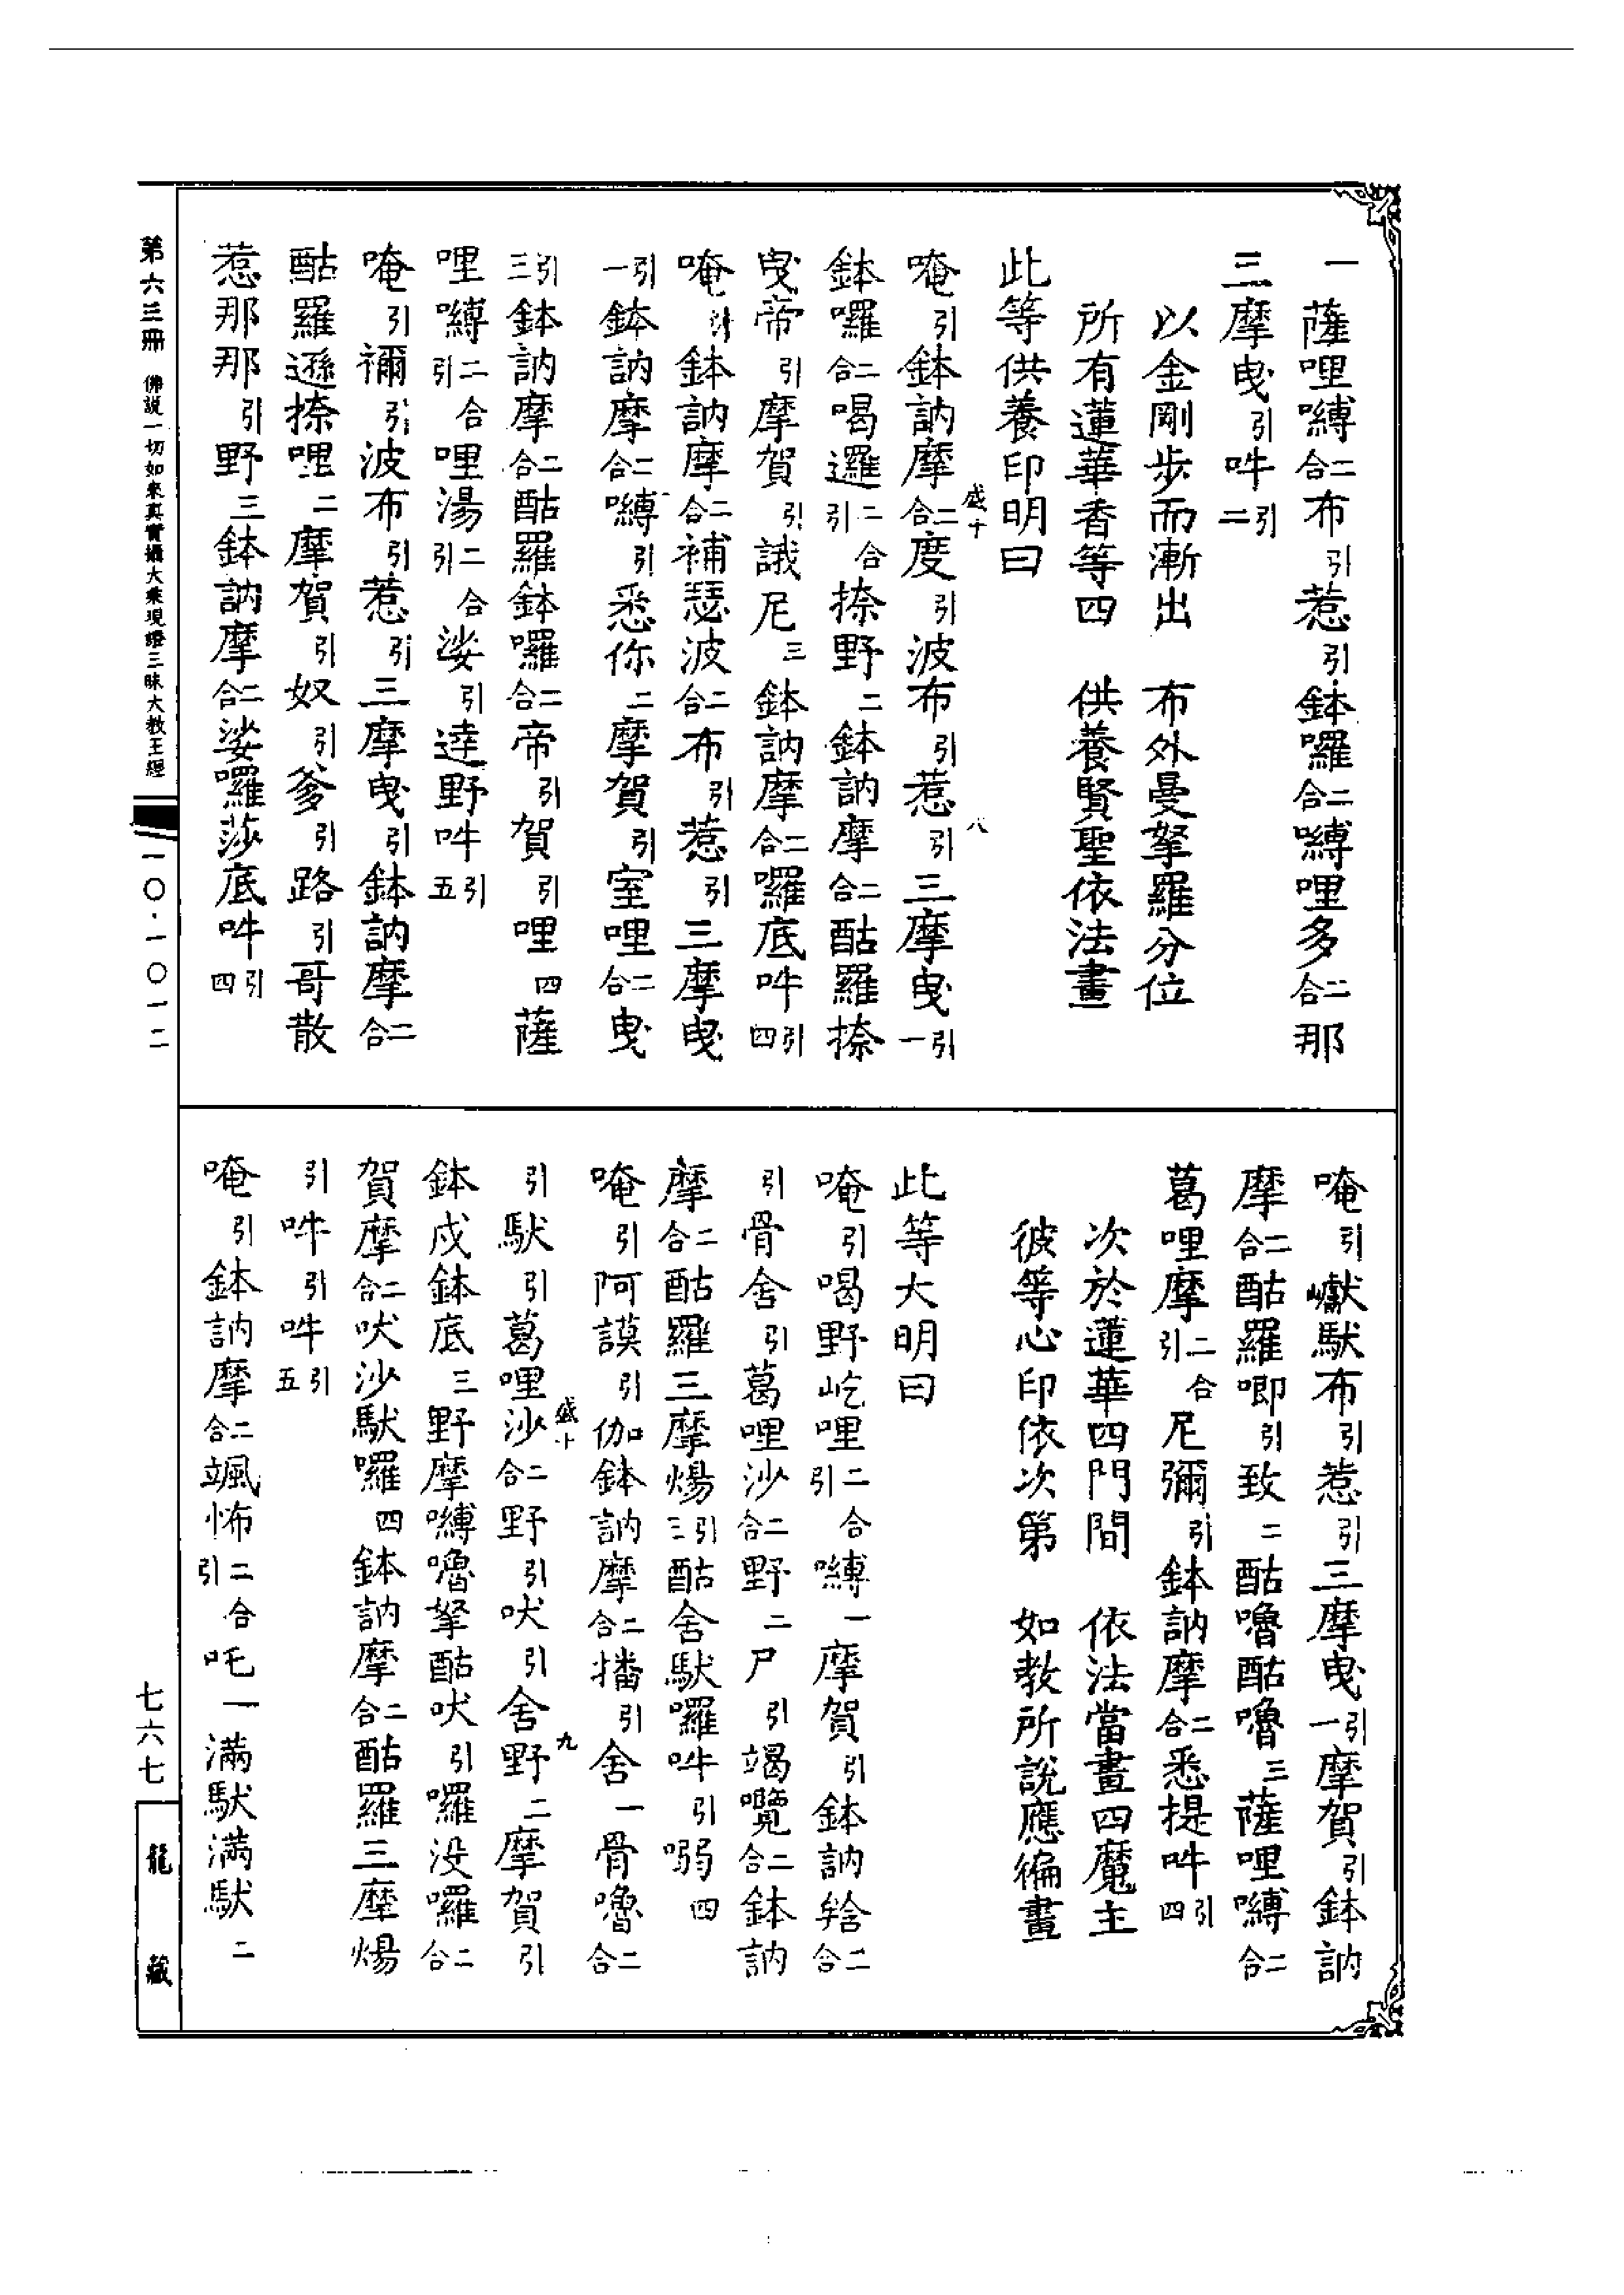 一薩哩嚩二合布引惹引鉢囉二合嚩哩多二合那
三摩曳引吽引二
以金剛步而漸出　布外曼拏羅分位
所有蓮華香等四　供養賢聖依法畫
此等供養印明曰
唵引鉢訥摩二合度引波布引惹引三摩曳引一
鉢囉二合喝邏二合引捺野二鉢訥摩二合酤羅捺
曳帝引摩賀引誐尼三鉢訥摩二合囉底吽引四
唵引鉢訥摩二合補瑟波二合布引惹引三摩曳
引一鉢訥摩二合嚩引悉你二摩賀引室哩二合曳
引三鉢訥摩二合酤羅鉢囉二合帝引賀引哩四薩
哩嚩二合引哩湯二合引娑引達野吽引五
唵引禰引波布引惹引三摩曳引鉢訥摩二合
酤羅遜捺哩二摩賀引奴引爹引路引哥散
惹那那引野三鉢訥摩二合娑囉莎底吽引四
唵引巘馱布引惹引三摩曳引一摩賀引鉢訥
摩二合酤羅唧引致二酤嚕酤嚕三薩哩嚩二合
葛哩摩二合引尼彌引鉢訥摩二合悉提吽引四
次於蓮華四門間　依法當畫四魔主
彼等心印依次第　如教所說應徧畫
此等大明曰
唵引喝野屹哩二合引嚩一摩賀引鉢訥𤚥二合
引骨舍引葛哩沙二合野二尸引竭囕二合鉢訥
摩二合酤羅三摩煬引三酤舍馱囉吽引㘃四
唵引阿謨引伽鉢訥摩二合播引舍一骨嚕二合
引馱引葛哩沙二合野引吠引舍野二摩賀引
鉢戍鉢底三野摩嚩嚕拏酤吠引囉沒囉二合
賀摩二合吠沙馱囉四鉢訥摩二合酤羅三摩煬
引吽引吽引五
唵引鉢訥摩二合颯怖二合引吒一滿馱滿馱二
盛十
八
盛十
九
第六三冊　佛說一切如來真實攝大乘現證三昧大教王經
一〇·一〇一二
七六七
龍藏